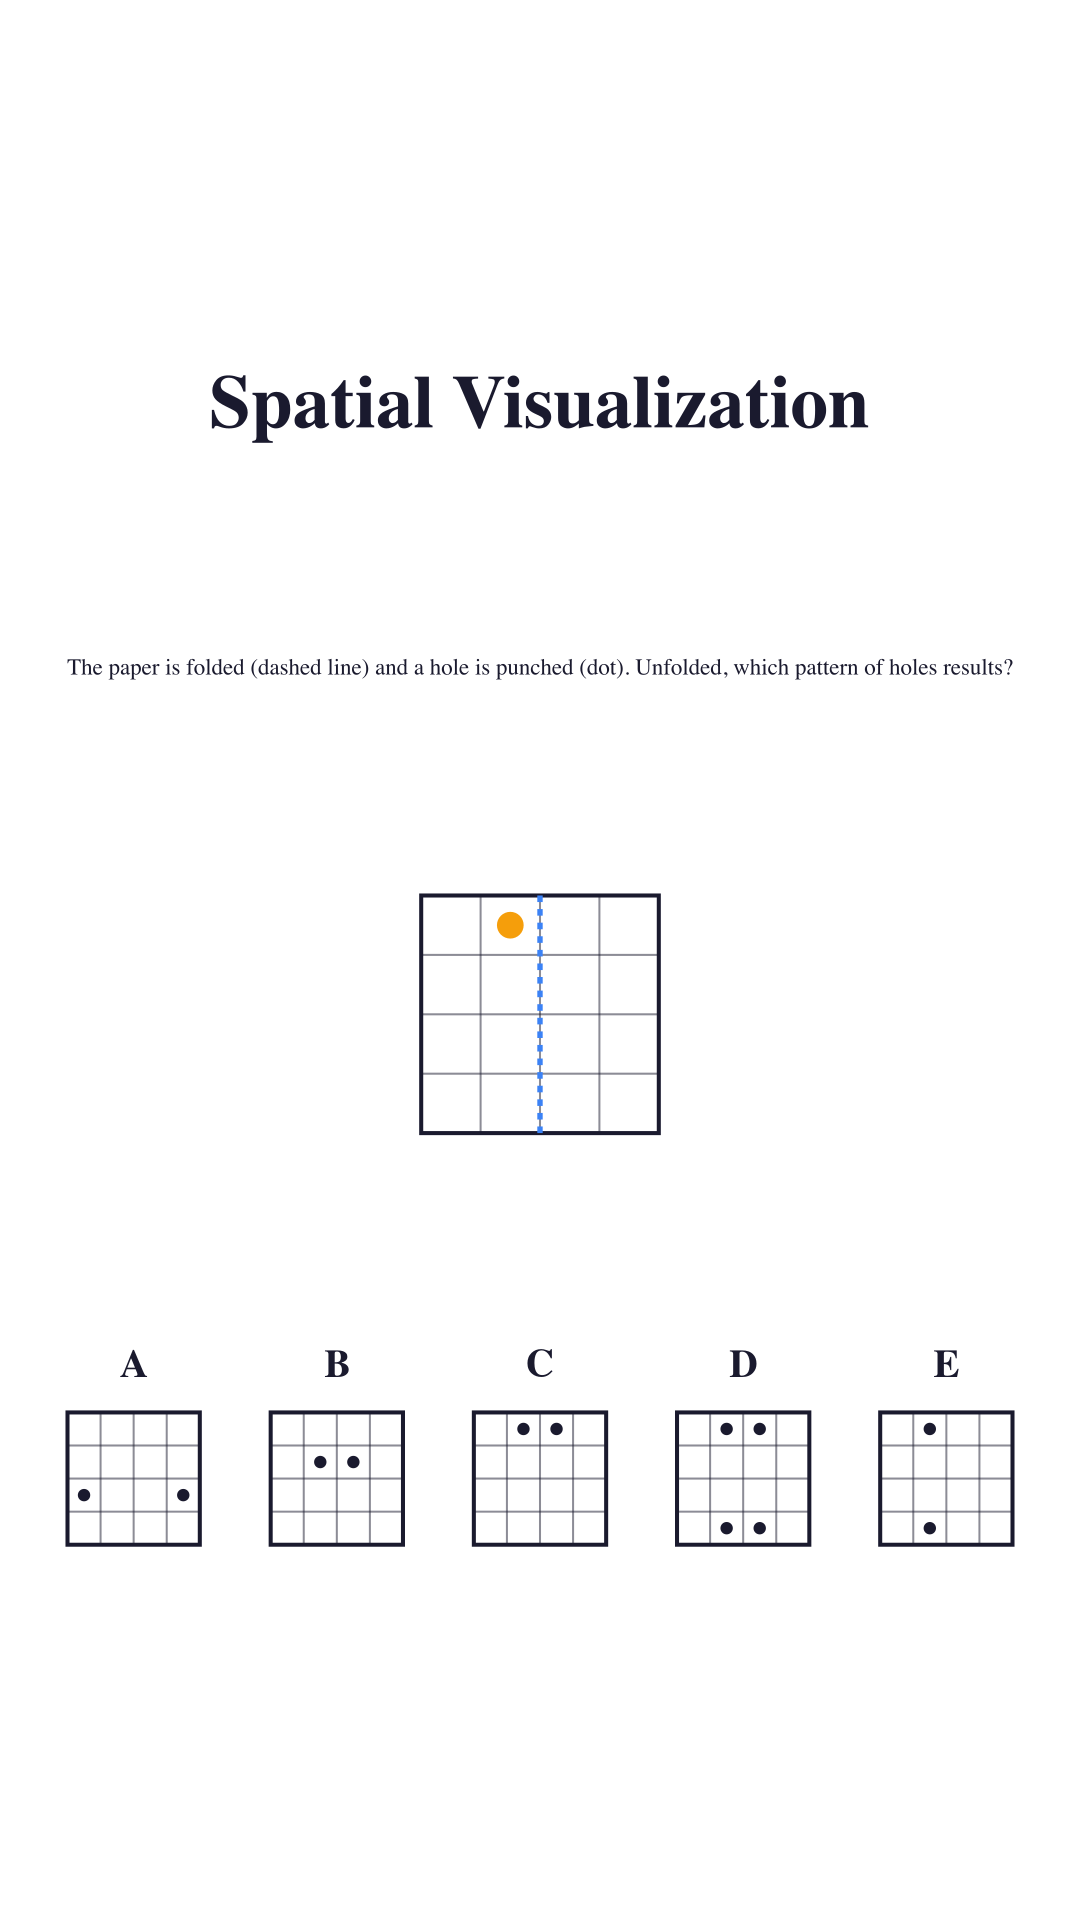 Spatial Visualization
The paper is folded (dashed line) and a hole is punched (dot). Unfolded, which pattern of holes results?
A B C D E